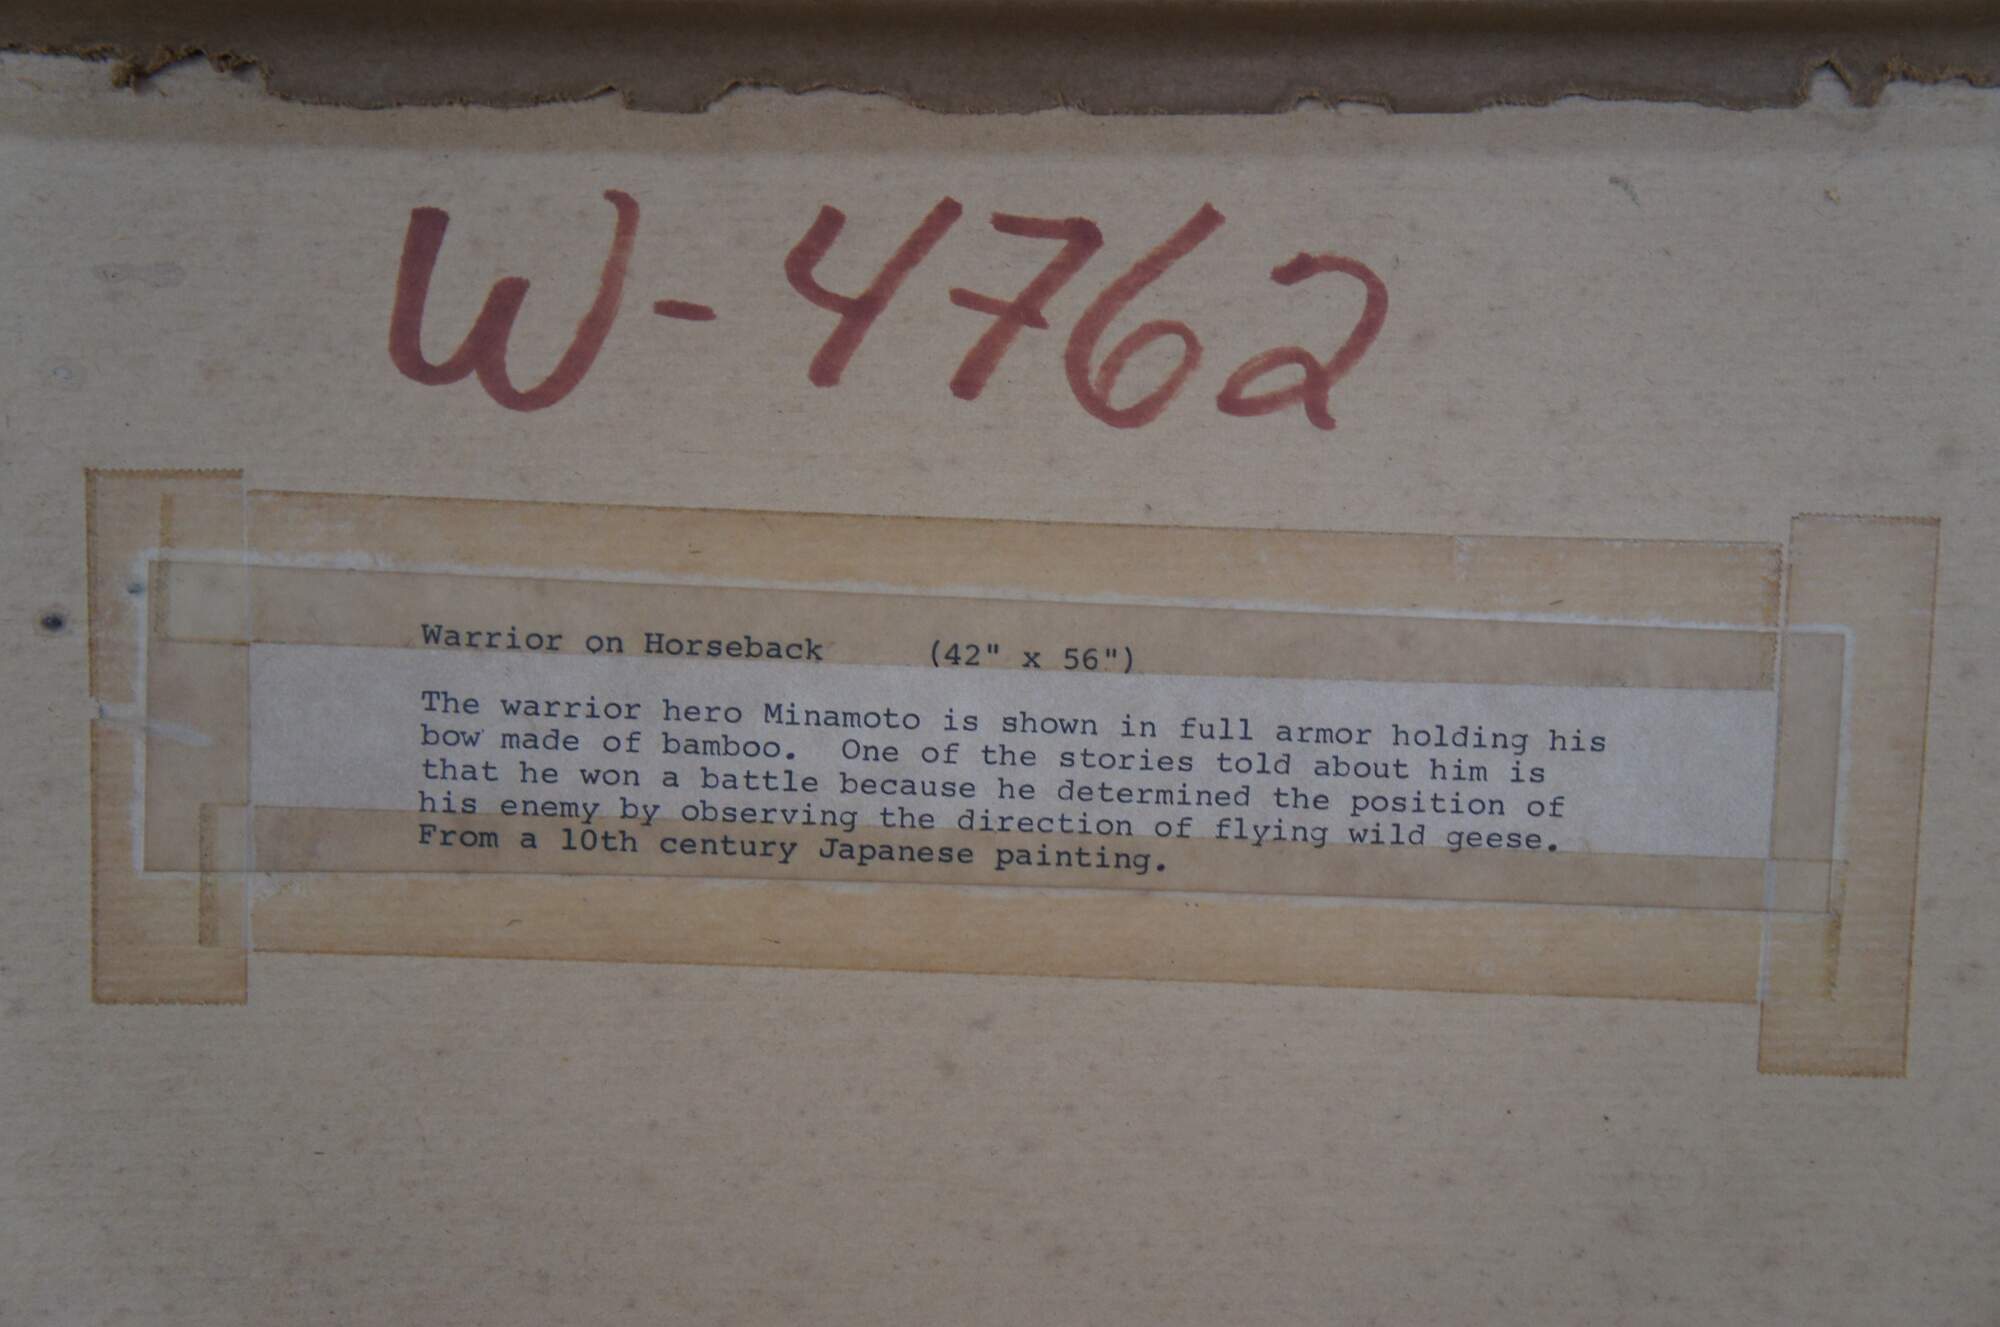 W-4762
Warrior on Horseback (42" x 56")
The warrior hero Minamoto is shown in full armor holding his
bow made of bamboo. One of the stories told about him is
that he won a battle because he determined the position of
his enemy by observing the direction of flying wild geese.
From a 10th century Japanese painting.